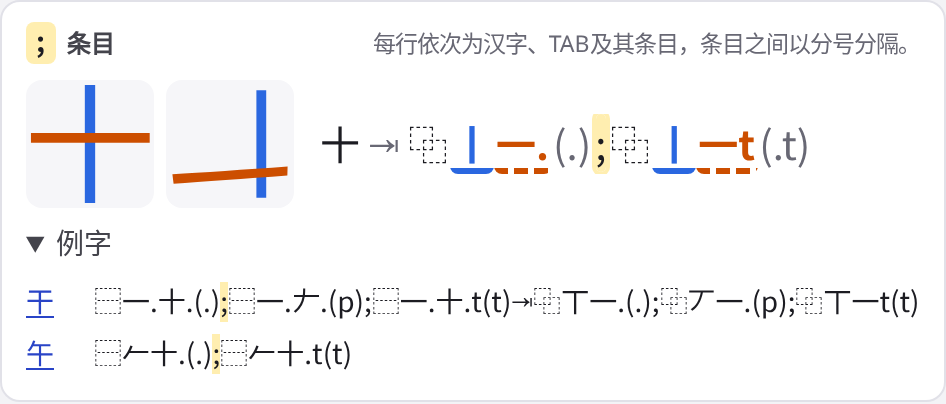 ; 条目
每行依次为汉字、TAB及其条目，条目之间以分号分隔。
十 ⇥ ⿻丨一.(.);⿻丨一t(.t)
▼ 例字
干 ⿱一.十.(.);⿱一.𠂇.(p);⿱一.十.t(t)⇥⿻丅一.(.);⿻丆一.(p);⿻丅一t(t)
午 ⿱𠂉十.(.);⿱𠂉十.t(t)